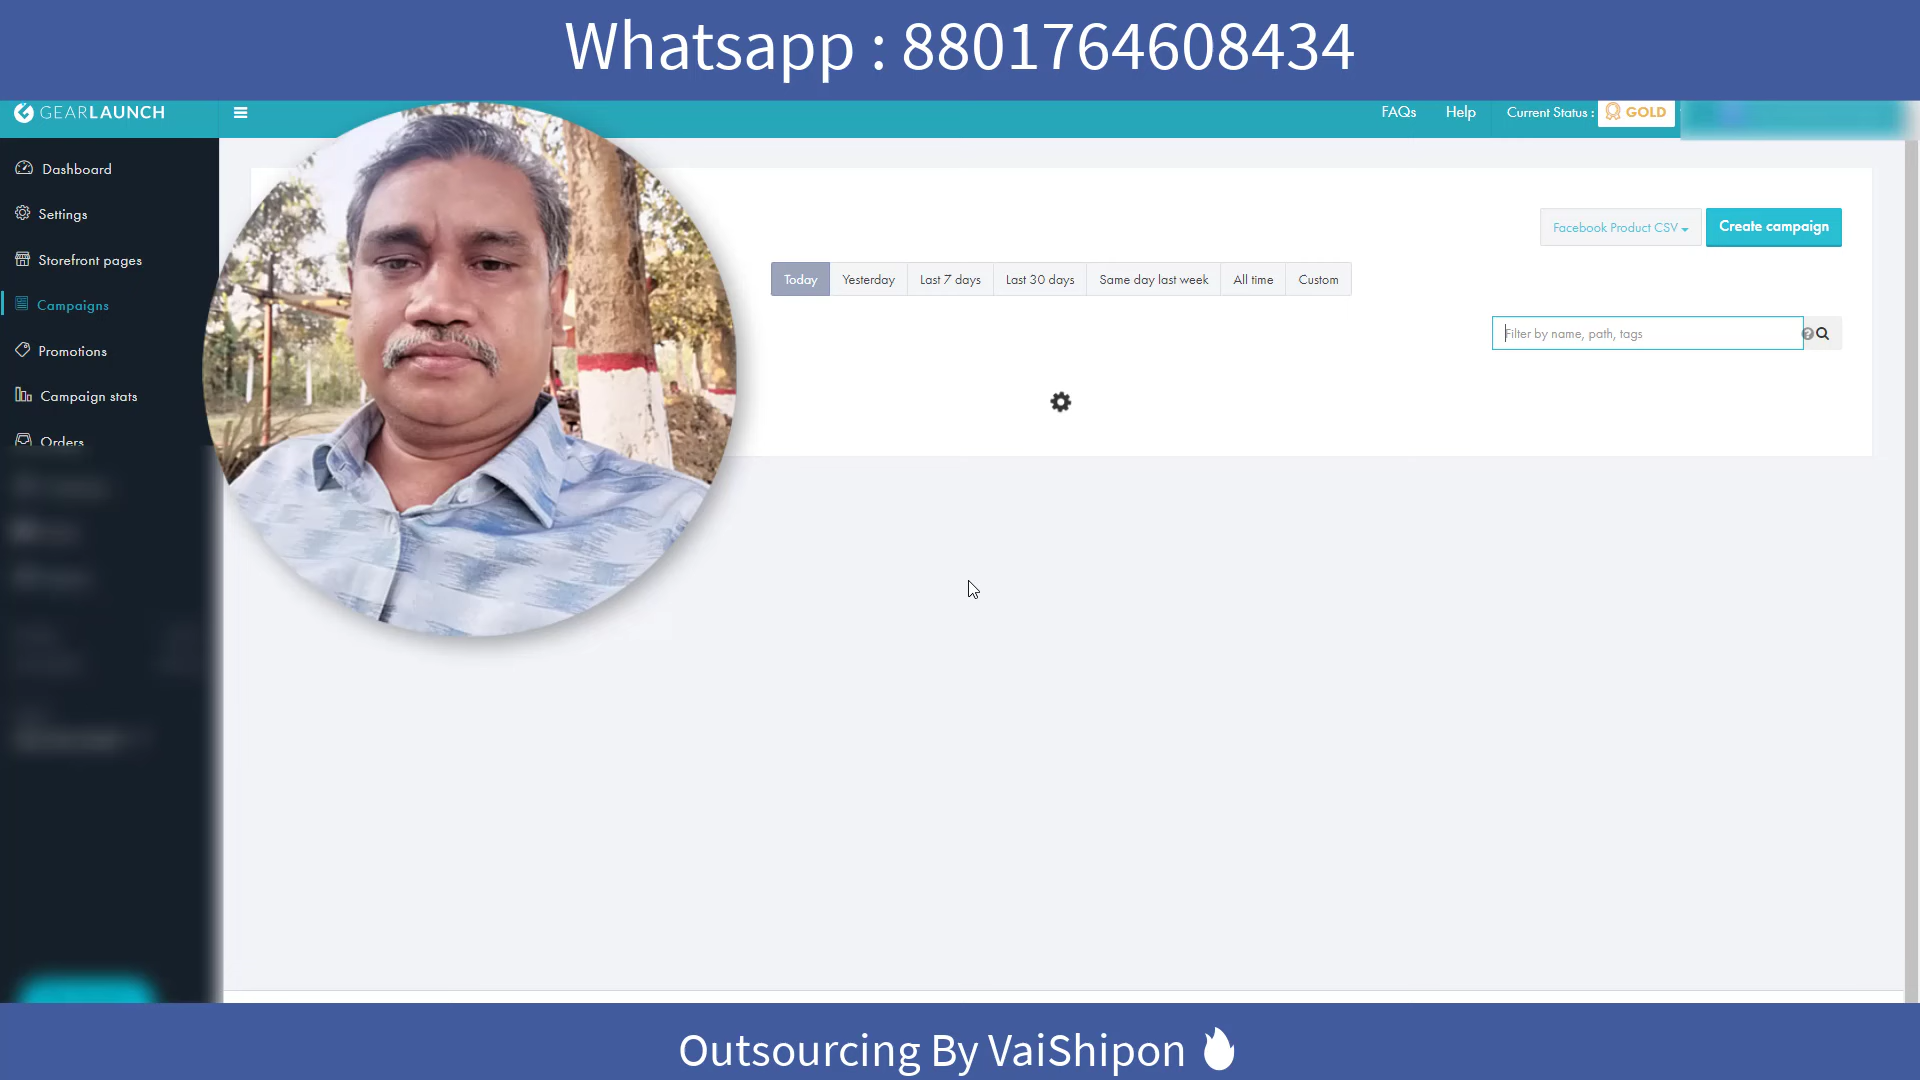 Whatsapp : 8801764608434
GEARLAUNCH
FAQs
Help
Current Status :
GOLD
Dashboard
Settings
Storefront pages
Campaigns
Promotions
Campaign stats
Orders
Facebook Product CSV
Create campaign
Today
Yesterday
Last 7 days
Last 30 days
Same day last week
All time
Custom
Filter by name, path, tags
Outsourcing By VaiShipon